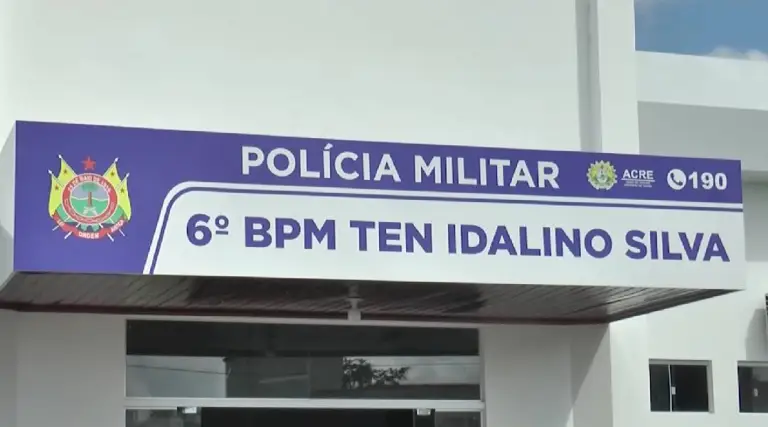 POLÍCIA MILITAR
ACRE
190
6º BPM TEN IDALINO SILVA